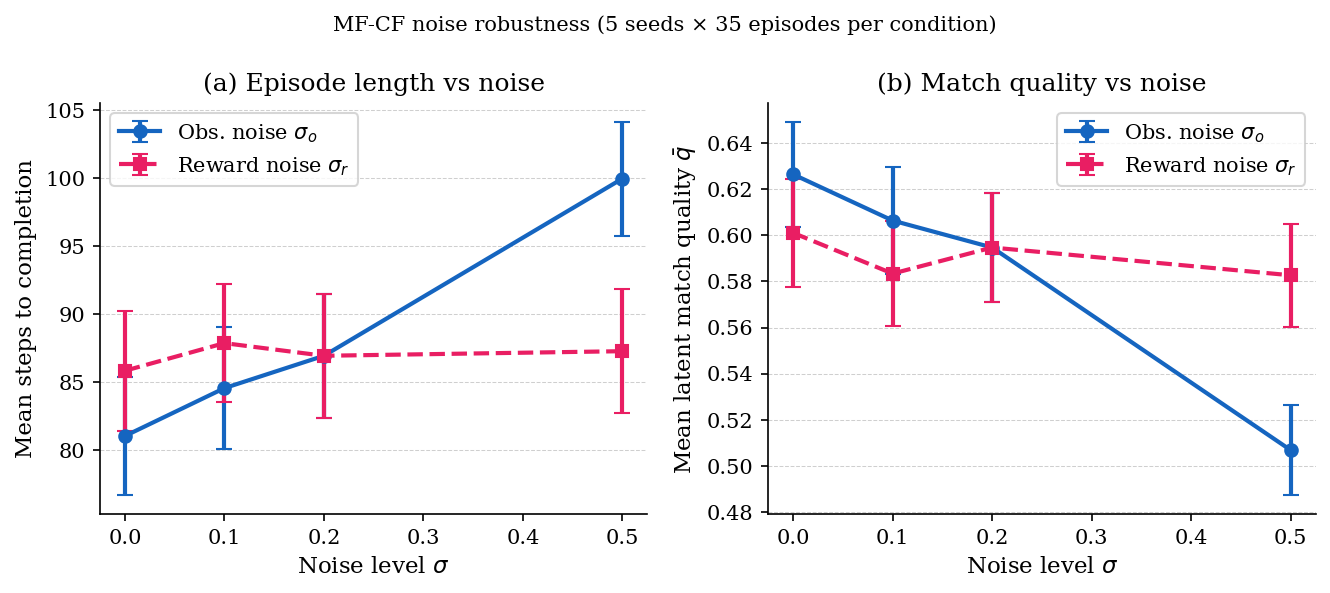 MF-CF noise robustness (5 seeds × 35 episodes per condition)
(a) Episode length vs noise
Obs. noise σₒ
Reward noise σᵣ
Mean steps to completion
105
100
95
90
85
80
0.0 0.1 0.2 0.3 0.4 0.5
Noise level σ
(b) Match quality vs noise
Obs. noise σₒ
Reward noise σᵣ
Mean latent match quality q̄
0.64
0.62
0.60
0.58
0.56
0.54
0.52
0.50
0.48
0.0 0.1 0.2 0.3 0.4 0.5
Noise level σ